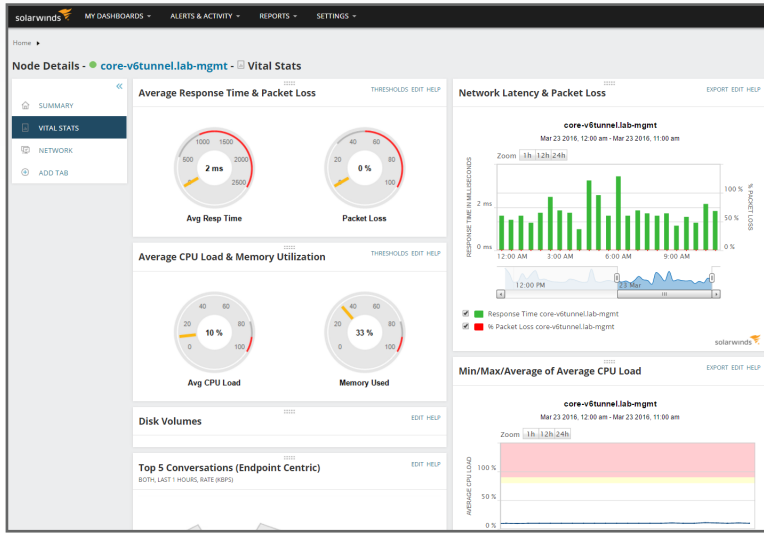 solarwinds MY DASHBOARDS ALERTS & ACTIVITY REPORTS SETTINGS
Home
Node Details - core-v6tunnel.lab-mgmt - Vital Stats
«
SUMMARY
VITAL STATS
NETWORK
ADD TAB
Average Response Time & Packet Loss THRESHOLDS EDIT HELP
1000 1500
500 2000
0 2500
2 ms
Avg Resp Time
40 60
20 80
0 100
0 %
Packet Loss
Average CPU Load & Memory Utilization THRESHOLDS EDIT HELP
40 60
20 80
0 100
10 %
Avg CPU Load
40 60
20 80
0 100
33 %
Memory Used
Disk Volumes EDIT HELP
Top 5 Conversations (Endpoint Centric) EDIT HELP
BOTH, LAST 1 HOURS, RATE (KBPS)
Network Latency & Packet Loss EXPORT EDIT HELP
core-v6tunnel.lab-mgmt
Mar 23 2016, 12:00 am - Mar 23 2016, 11:00 am
Zoom 1h 12h 24h
RESPONSE TIME IN MILLISECONDS
2 ms
0 ms
100 %
50 %
0 %
% PACKET LOSS
12:00 AM 3:00 AM 6:00 AM 9:00 AM
12:00 PM 23 Mar
Response Time core-v6tunnel.lab-mgmt
% Packet Loss core-v6tunnel.lab-mgmt
solarwinds
Min/Max/Average of Average CPU Load EXPORT EDIT HELP
core-v6tunnel.lab-mgmt
Mar 23 2016, 12:00 am - Mar 23 2016, 11:00 am
Zoom 1h 12h 24h
AVERAGE CPU LOAD
100 %
50 %
0 %